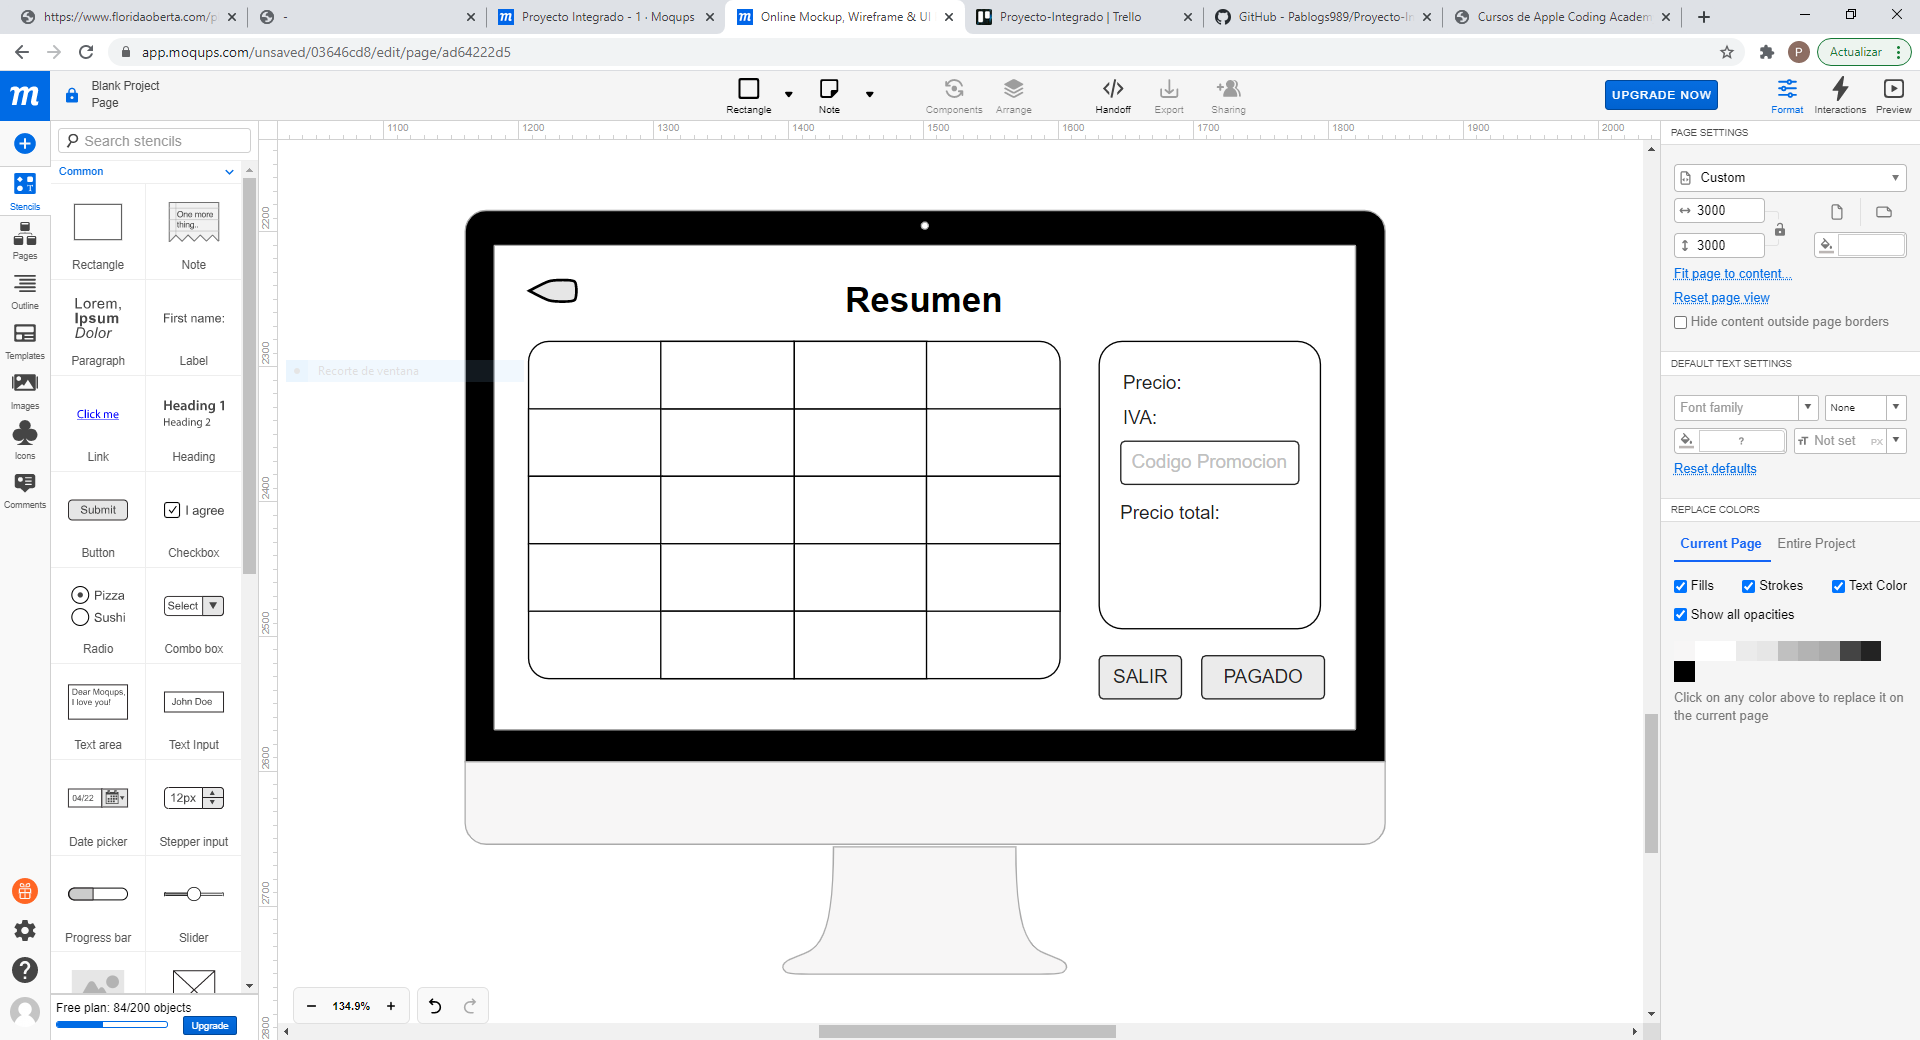 https://www.floridaoberta.com/pl
-
Proyecto Integrado - 1 · Moqups
Online Mockup, Wireframe & UI
Proyecto-Integrado | Trello
GitHub - Pablogs989/Proyecto-In
Cursos de Apple Coding Academ
app.moqups.com/unsaved/03646cd8/edit/page/ad64222d5
P
Actualizar
m
Blank Project
Page
Rectangle
Note
Components
Arrange
Handoff
Export
Sharing
UPGRADE NOW
Format
Interactions
Preview
Search stencils
Common
Stencils
Pages
Outline
Templates
Images
Icons
Comments
One more
thing..
Rectangle
Note
Lorem,
Ipsum
Dolor
First name:
Paragraph
Label
Click me
Heading 1
Heading 2
Link
Heading
Submit
I agree
Button
Checkbox
Pizza
Sushi
Select
Radio
Combo box
Dear Moqups,
I love you!
John Doe
Text area
Text Input
04/22
12px
Date picker
Stepper input
Progress bar
Slider
Free plan: 84/200 objects
Upgrade
1100
1200
1300
1400
1500
1600
1700
1800
1900
2000
2200
2300
2400
2500
2600
2700
2800
Recorte de ventana
Resumen
Precio:
IVA:
Codigo Promocion
Precio total:
SALIR
PAGADO
134.9%
PAGE SETTINGS
Custom
3000
3000
Fit page to content...
Reset page view
Hide content outside page borders
DEFAULT TEXT SETTINGS
Font family
None
?
Not set
PX
Reset defaults
REPLACE COLORS
Current Page
Entire Project
Fills
Strokes
Text Color
Show all opacities
Click on any color above to replace it on
the current page